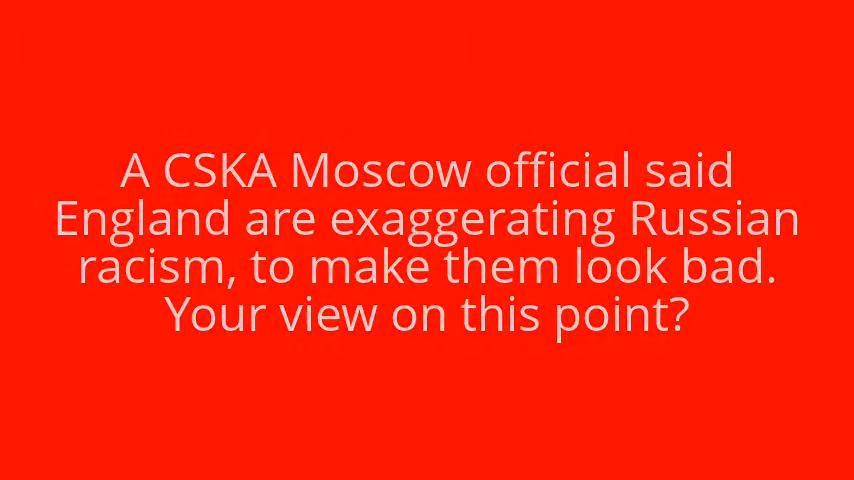 A CSKA Moscow official said
England are exaggerating Russian
racism, to make them look bad.
Your view on this point?